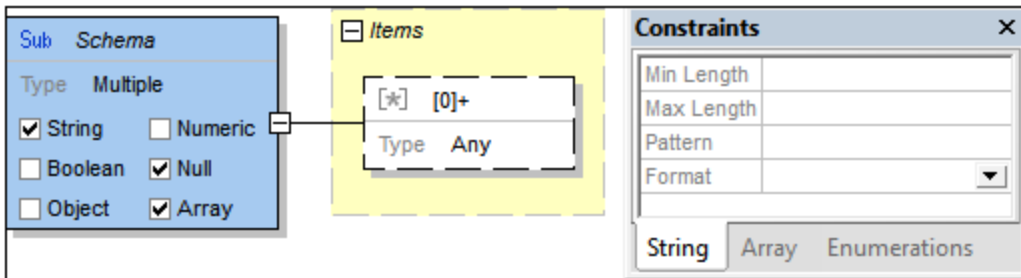 Sub Schema
Type Multiple
String Numeric
Boolean Null
Object Array
Items
[*] [0]+
Type Any
Constraints
Min Length
Max Length
Pattern
Format
String Array Enumerations